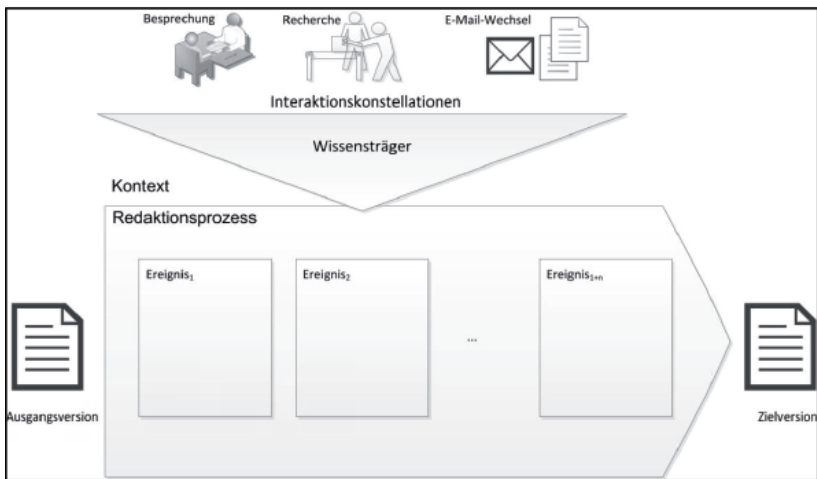 Besprechung Recherche E-Mail-Wechsel
Interaktionskonstellationen
Wissensträger
Kontext
Redaktionsprozess
Ereignis₁ Ereignis₂ Ereignis₁₊ₙ
...
Ausgangsversion Zielversion